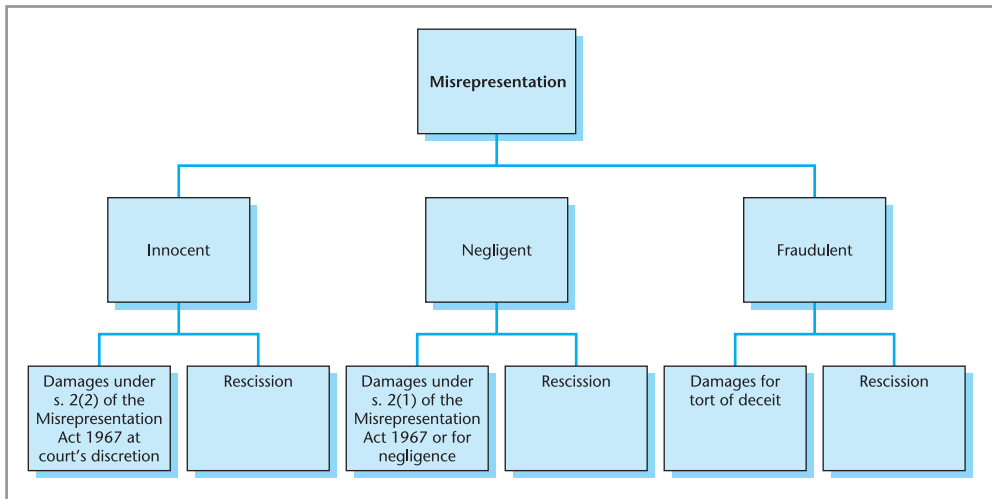 Misrepresentation
Innocent
Negligent
Fraudulent
Damages under
s. 2(2) of the
Misrepresentation
Act 1967 at
court’s discretion
Rescission
Damages under
s. 2(1) of the
Misrepresentation
Act 1967 or for
negligence
Rescission
Damages for
tort of deceit
Rescission